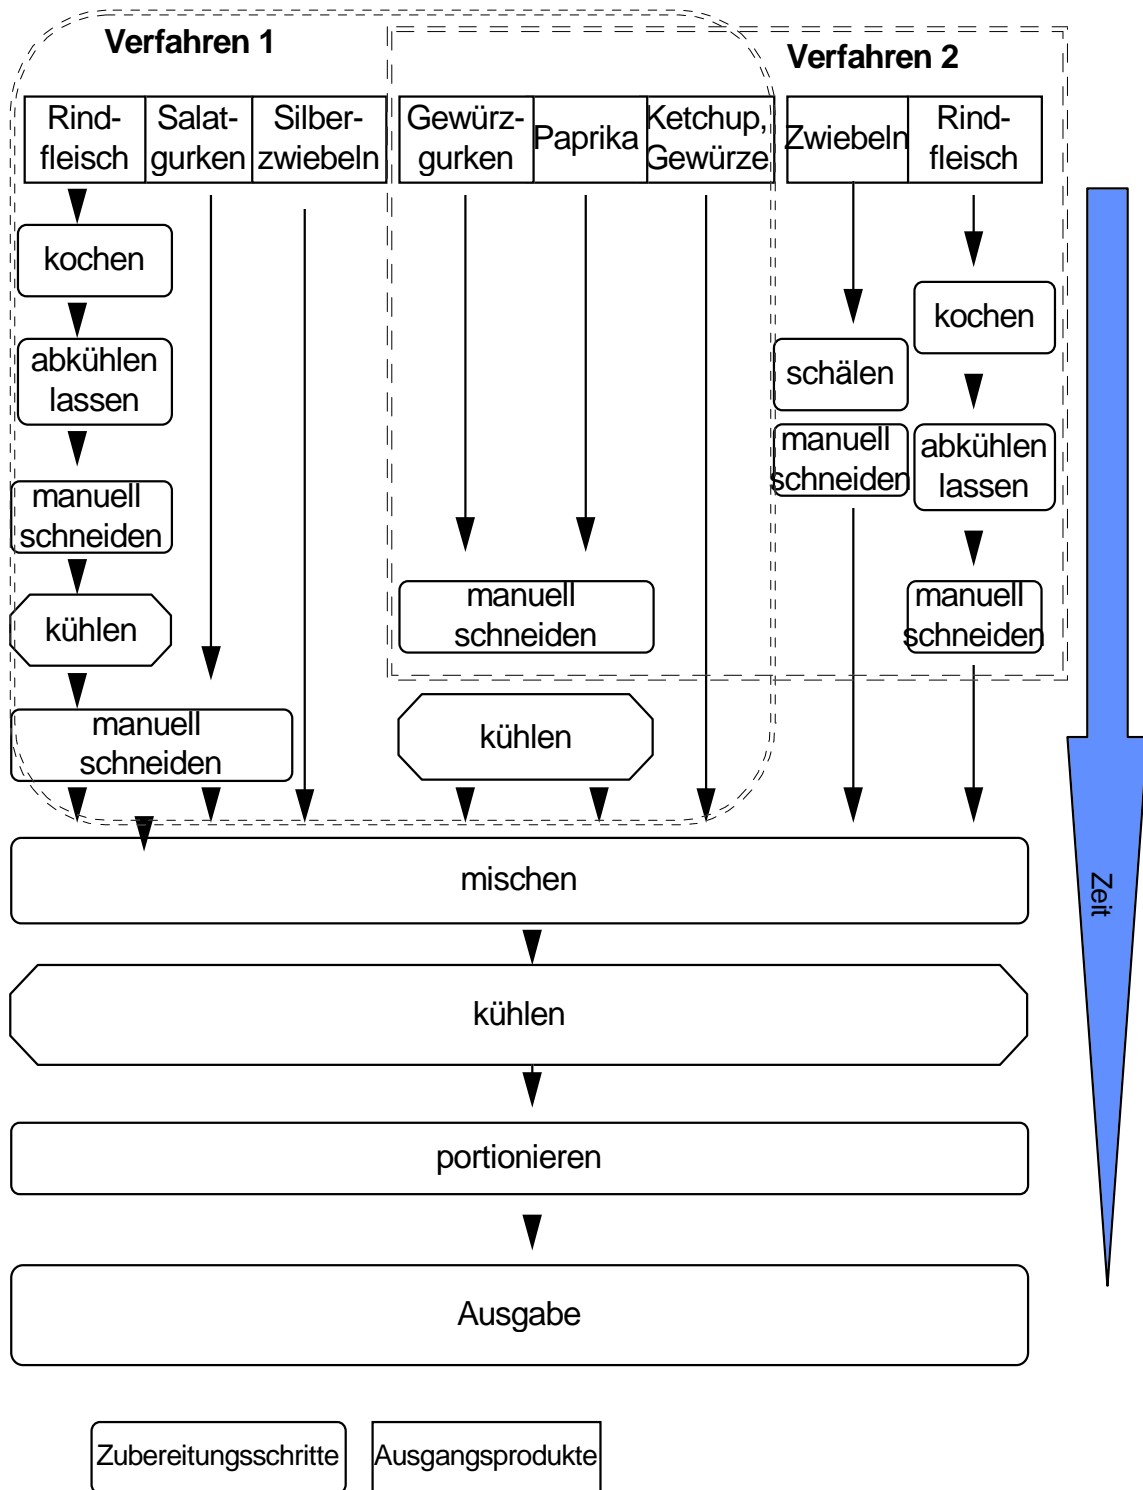 Verfahren 1
Verfahren 2
Rind-
fleisch
Salat-
gurken
Silber-
zwiebeln
Gewürz-
gurken
Paprika
Ketchup,
Gewürze
Zwiebeln
Rind-
fleisch
kochen
kochen
abkühlen
lassen
schälen
manuell
schneiden
abkühlen
lassen
manuell
schneiden
manuell
schneiden
manuell
schneiden
kühlen
manuell
schneiden
kühlen
mischen
Zeit
kühlen
portionieren
Ausgabe
Zubereitungsschritte
Ausgangsprodukte